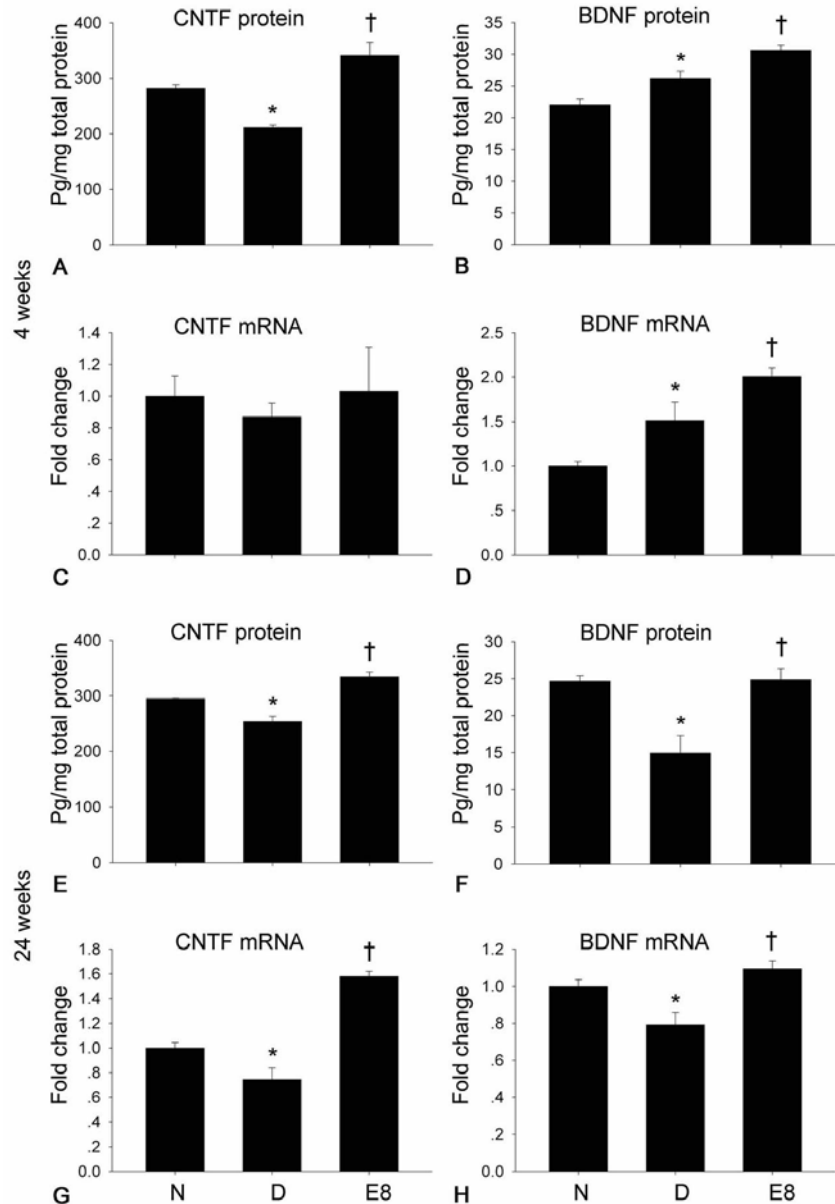 CNTF protein
†
*
Pg/mg total protein
400
300
200
100
0
A
BDNF protein
†
*
Pg/mg total protein
35
30
25
20
15
10
5
0
B
4 weeks
CNTF mRNA
Fold change
1.4
1.2
1.0
.8
.6
.4
.2
0.0
C
BDNF mRNA
†
*
Fold change
2.5
2.0
1.5
1.0
.5
0.0
D
CNTF protein
†
*
Pg/mg total protein
400
300
200
100
0
E
BDNF protein
†
*
Pg/mg total protein
30
25
20
15
10
5
0
F
24 weeks
CNTF mRNA
†
*
Fold change
1.8
1.6
1.4
1.2
1.0
.8
.6
.4
.2
0.0
G
N D E8
BDNF mRNA
†
*
Fold change
1.2
1.0
.8
.6
.4
.2
0.0
H
N D E8